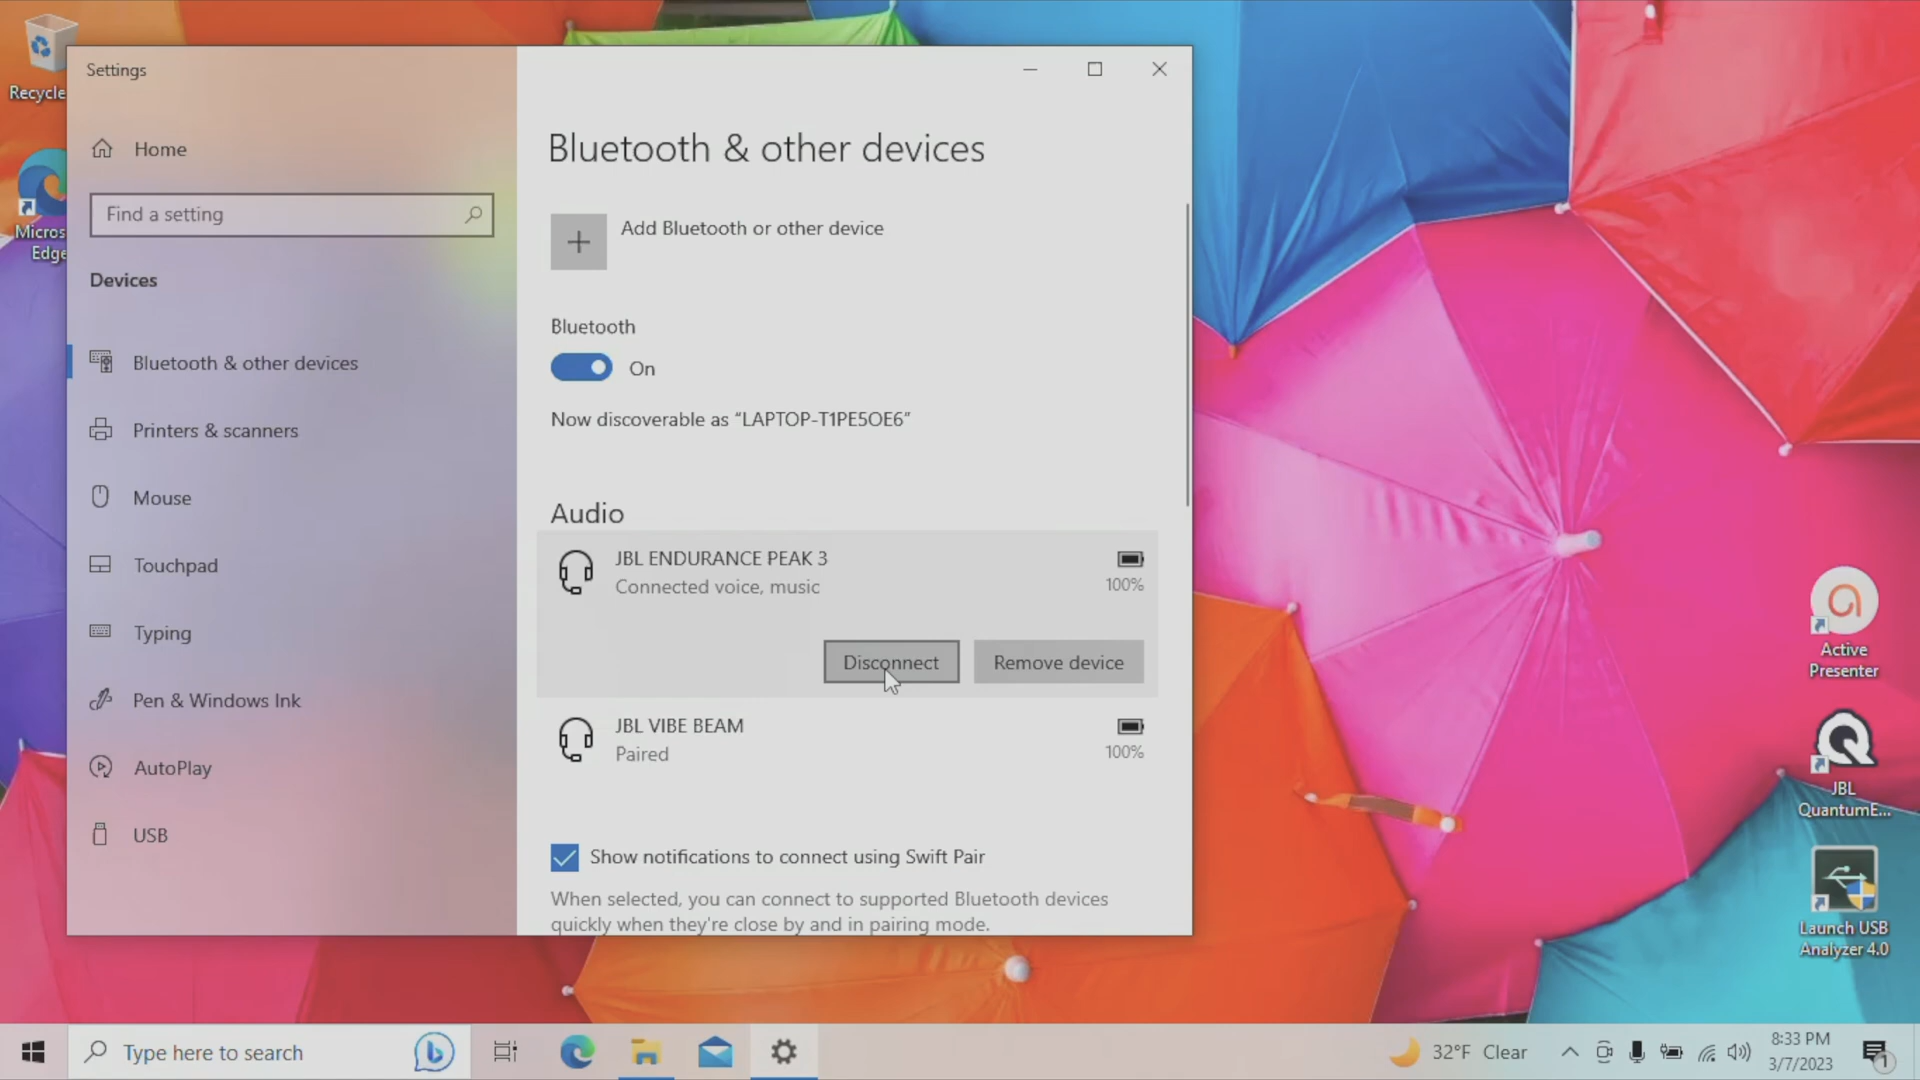 Recycle
Micros
Edge
Settings
Home
Find a setting
Devices
Bluetooth & other devices
Printers & scanners
Mouse
Touchpad
Typing
Pen & Windows Ink
AutoPlay
USB
Bluetooth & other devices
Add Bluetooth or other device
Bluetooth
On
Now discoverable as “LAPTOP-T1PE5OE6”
Audio
JBL ENDURANCE PEAK 3
Connected voice, music
100%
Disconnect
Remove device
JBL VIBE BEAM
Paired
100%
Show notifications to connect using Swift Pair
When selected, you can connect to supported Bluetooth devices
quickly when they're close by and in pairing mode.
Active
Presenter
JBL
QuantumE...
Launch USB
Analyzer 4.0
Type here to search
32°F Clear
8:33 PM
3/7/2023
1